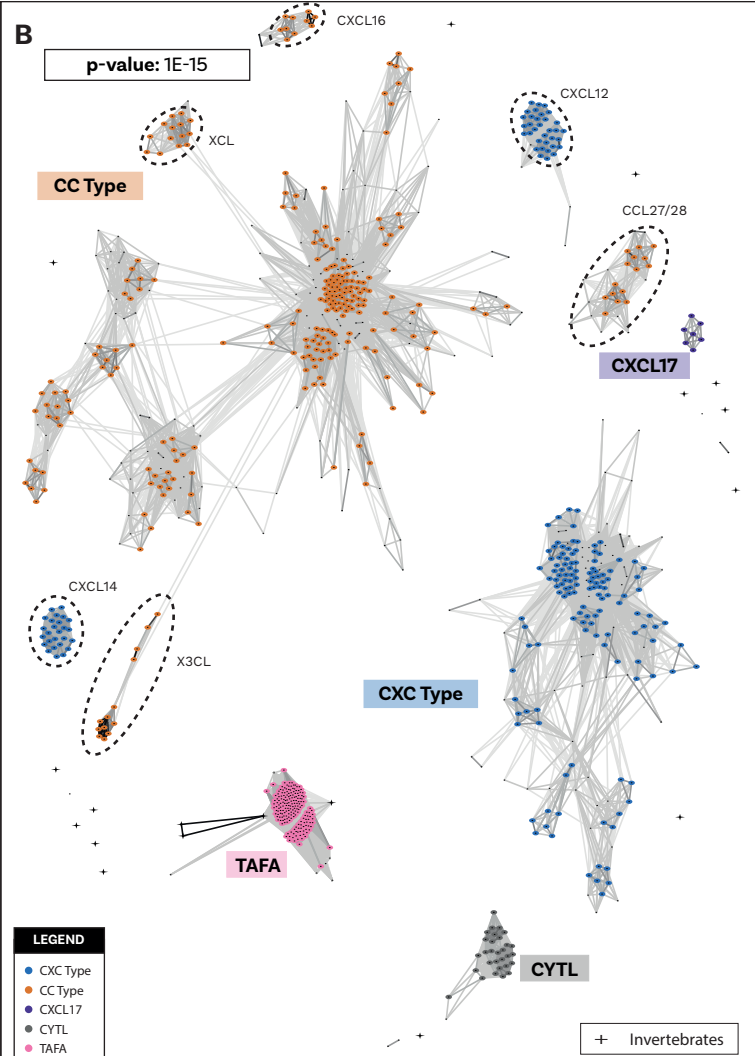 B
CXCL16
p-value: 1E-15
CXCL12
XCL
CC Type
CCL27/28
CXCL17
CXCL14
X3CL
CXC Type
TAFA
LEGEND
CXC Type
CC Type
CXCL17
CYTL
TAFA
CYTL
+ Invertebrates